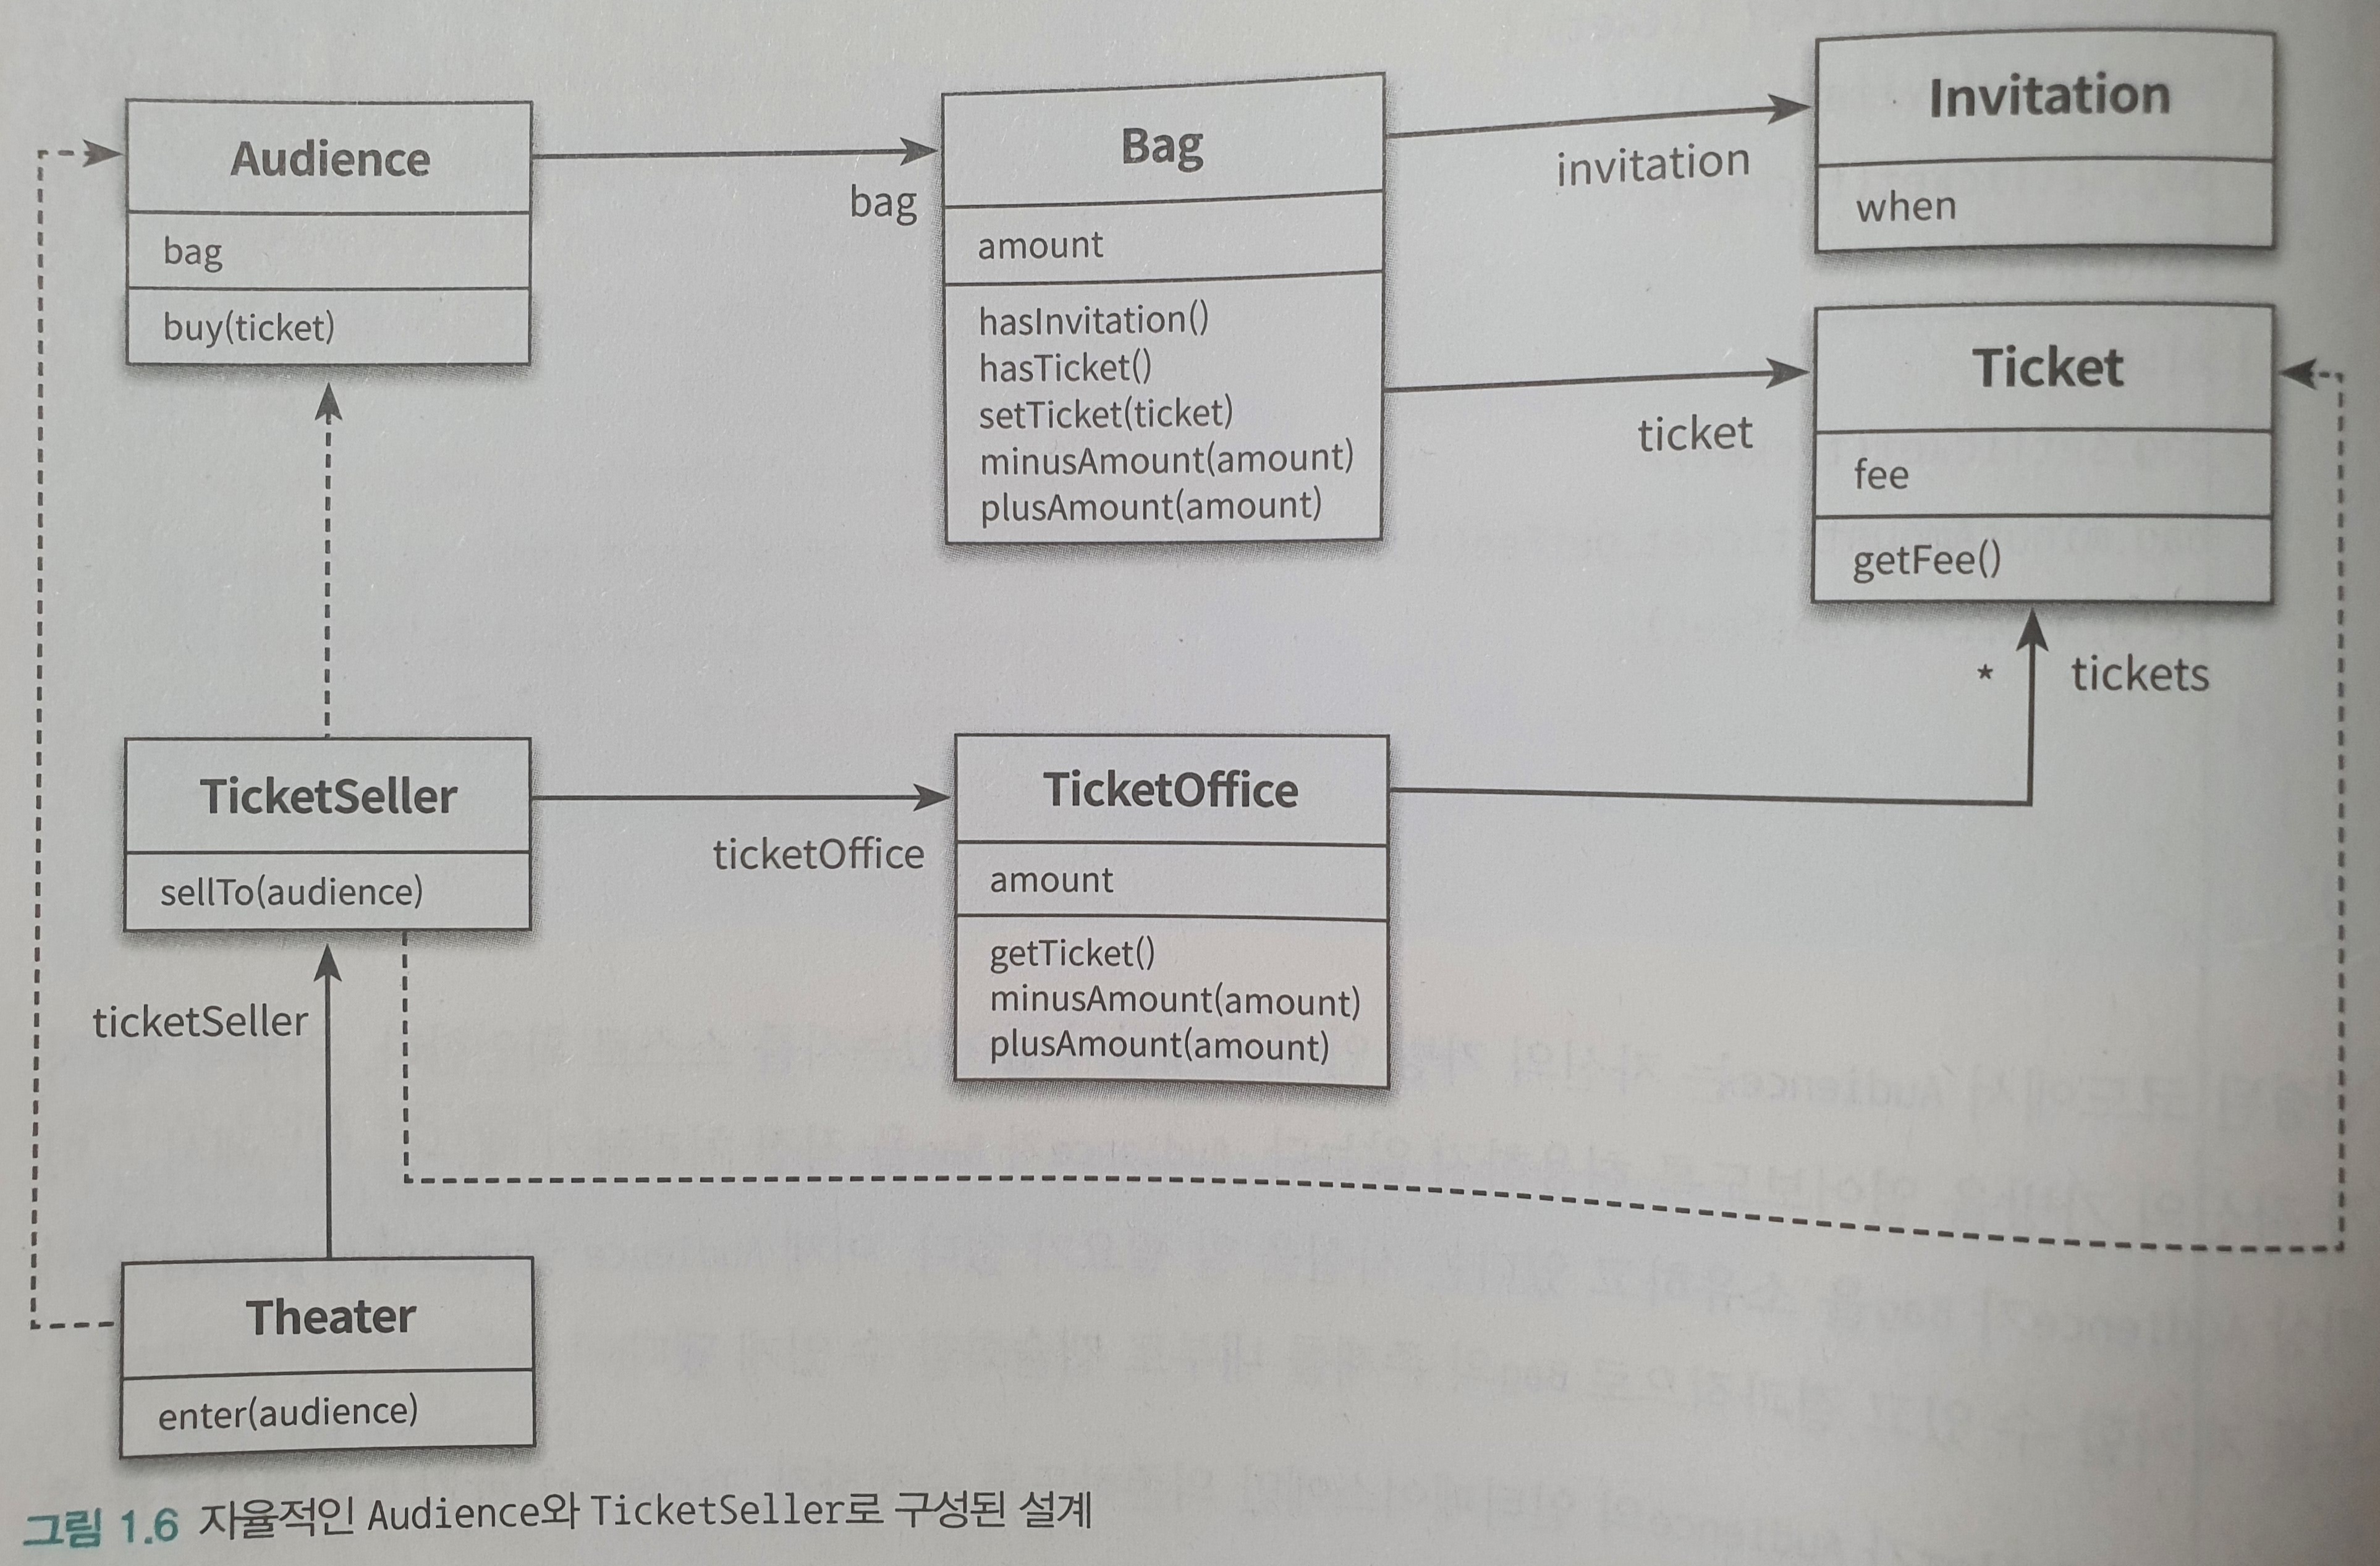 Audience
bag
buy(ticket)
bag
Bag
amount
hasInvitation()
hasTicket()
setTicket(ticket)
minusAmount(amount)
plusAmount(amount)
invitation
Invitation
when
ticket
Ticket
fee
getFee()
* tickets
TicketSeller
sellTo(audience)
ticketOffice
TicketOffice
amount
getTicket()
minusAmount(amount)
plusAmount(amount)
ticketSeller
Theater
enter(audience)
그림 1.6 자율적인 Audience와 TicketSeller로 구성된 설계